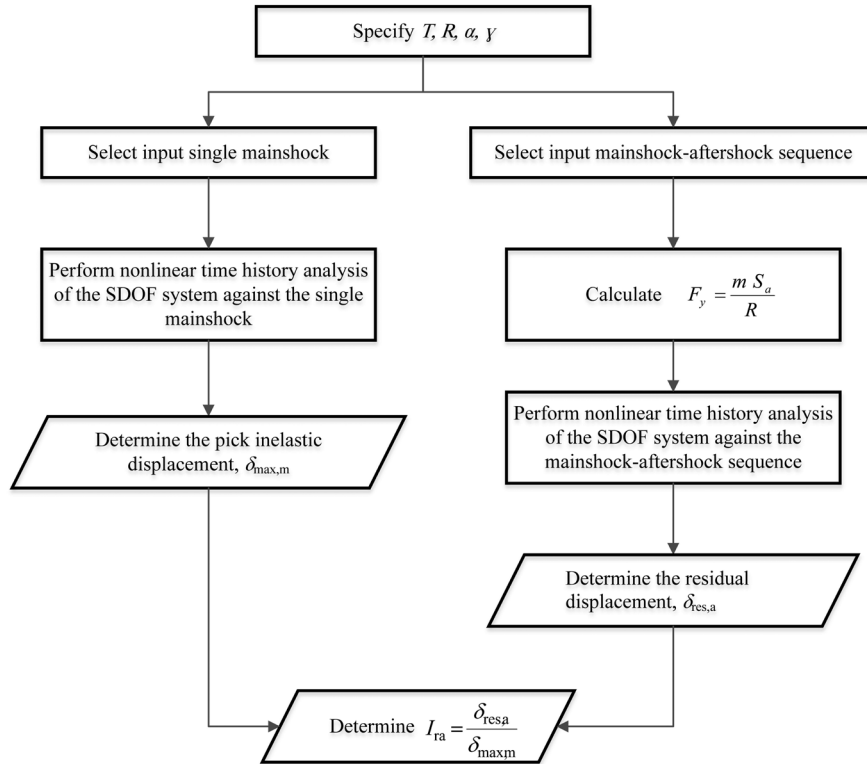 Specify T, R, α, γ
Select input single mainshock
Select input mainshock-aftershock sequence
Perform nonlinear time history analysis
of the SDOF system against the single
mainshock
Calculate F_y = m S_a / R
Determine the pick inelastic
displacement, δ_max,m
Perform nonlinear time history analysis
of the SDOF system against the
mainshock-aftershock sequence
Determine the residual
displacement, δ_res,a
Determine I_ra = δ_res,a / δ_max,m